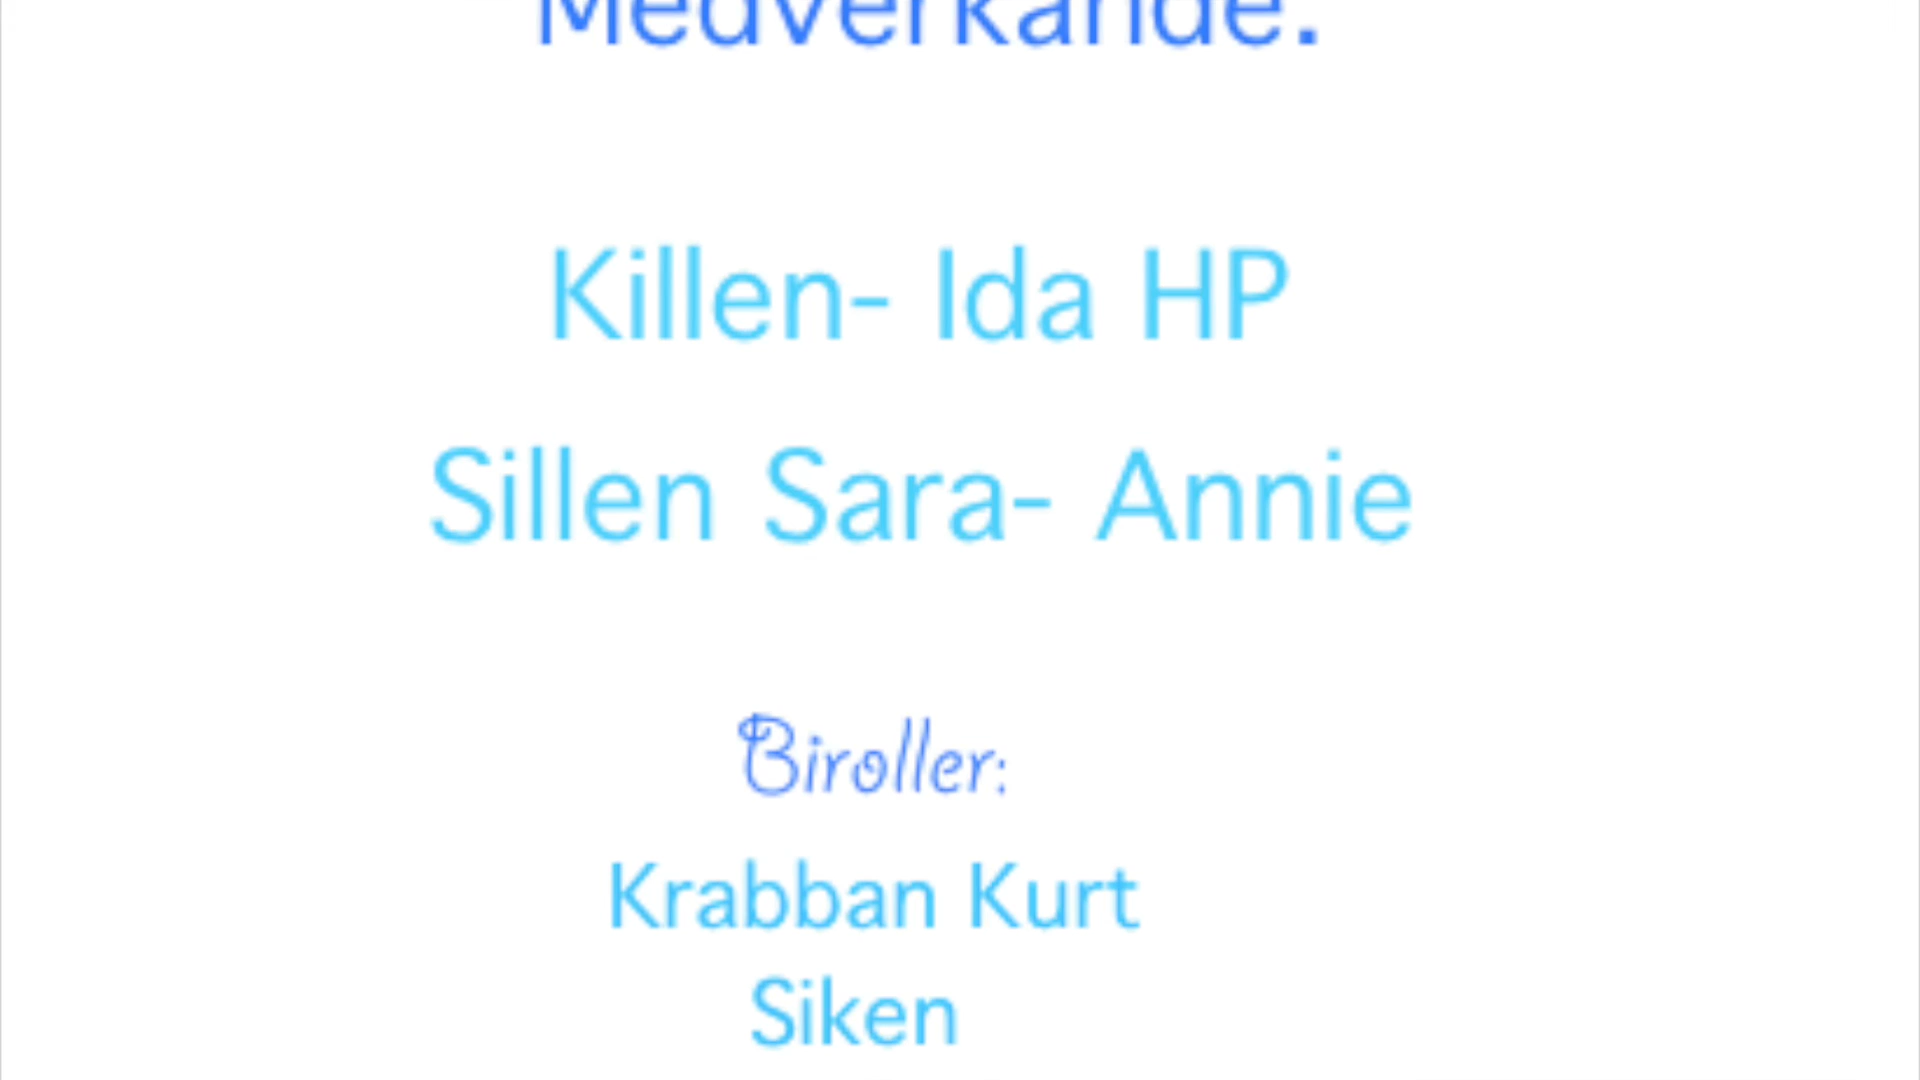 Medverkande:
Killen- Ida HP
Sillen Sara- Annie
Biroller:
Krabban Kurt
Siken